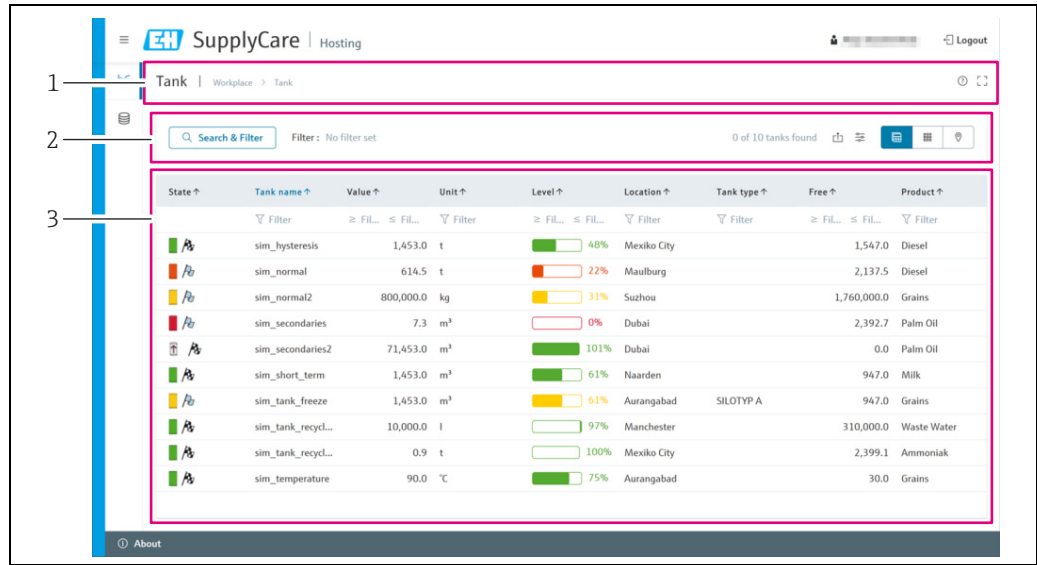 EH SupplyCare | Hosting Logout
1 Tank | Workplace > Tank
2 Search & Filter Filter : No filter set 0 of 10 tanks found
State ↑ Tank name ↑ Value ↑ Unit ↑ Level ↑ Location ↑ Tank type ↑ Free ↑ Product ↑
3 Filter ≥ Fil... ≤ Fil... Filter ≥ Fil... ≤ Fil... Filter Filter ≥ Fil... ≤ Fil... Filter
sim_hysteresis 1,453.0 t 48% Mexiko City 1,547.0 Diesel
sim_normal 614.5 t 22% Maulburg 2,137.5 Diesel
sim_normal2 800,000.0 kg 31% Suzhou 1,760,000.0 Grains
sim_secondaries 7.3 m³ 0% Dubai 2,392.7 Palm Oil
sim_secondaries2 71,453.0 m³ 101% Dubai 0.0 Palm Oil
sim_short_term 1,453.0 m³ 61% Naarden 947.0 Milk
sim_tank_freeze 1,453.0 m³ 61% Aurangabad SILOTYP A 947.0 Grains
sim_tank_recycl... 10,000.0 l 97% Manchester 310,000.0 Waste Water
sim_tank_recycl... 0.9 t 100% Mexiko City 2,399.1 Ammoniak
sim_temperature 90.0 °C 75% Aurangabad 30.0 Grains
About